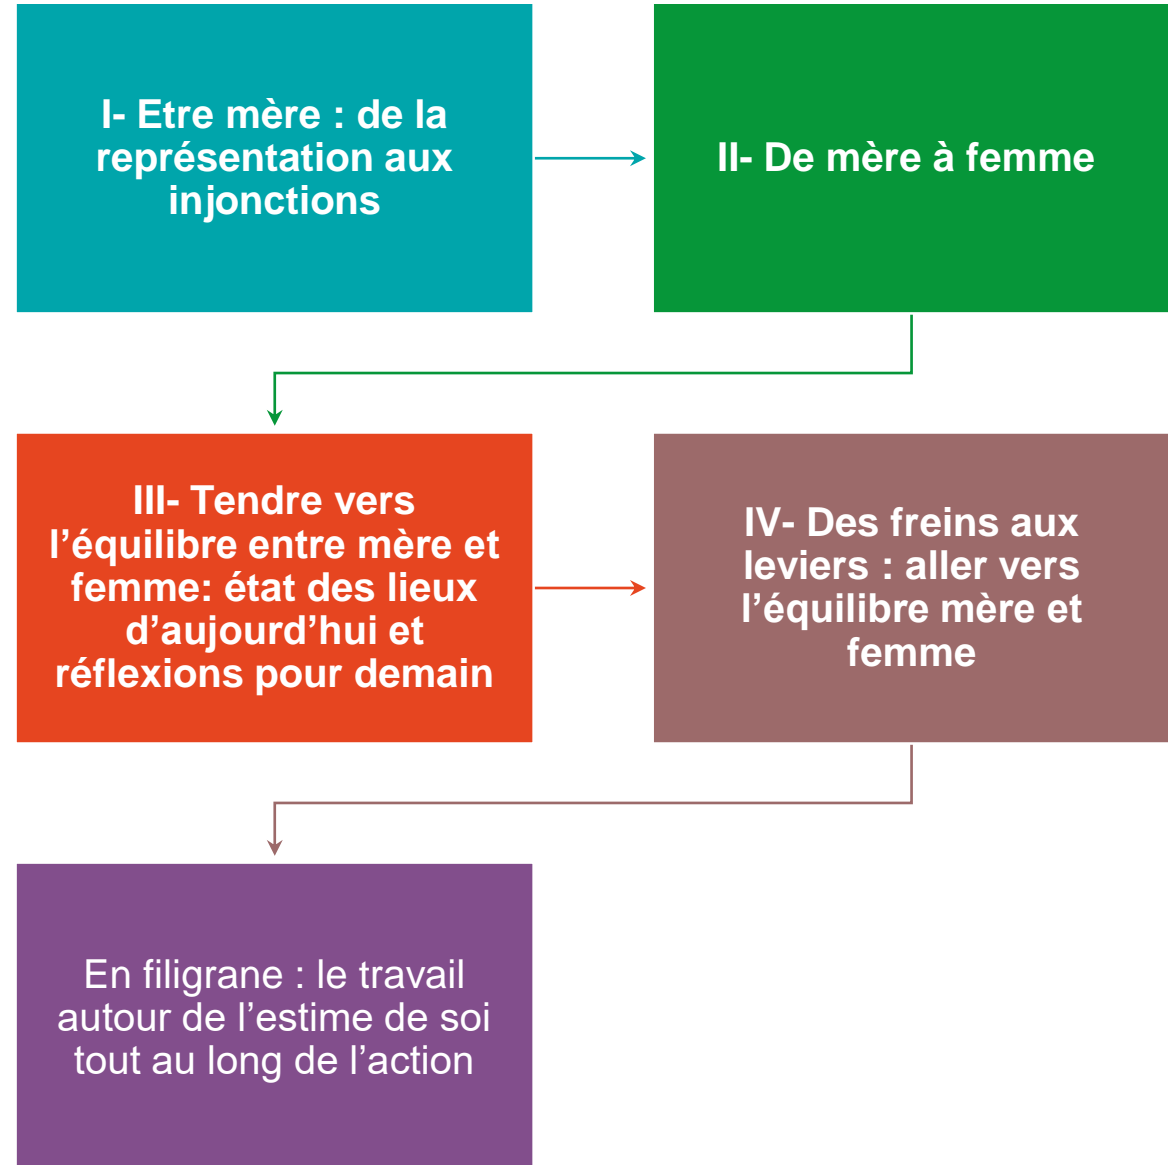 I- Etre mère : de la
représentation aux
injonctions
II- De mère à femme
III- Tendre vers
l’équilibre entre mère et
femme: état des lieux
d’aujourd’hui et
réflexions pour demain
IV- Des freins aux
leviers : aller vers
l’équilibre mère et
femme
En filigrane : le travail
autour de l’estime de soi
tout au long de l’action